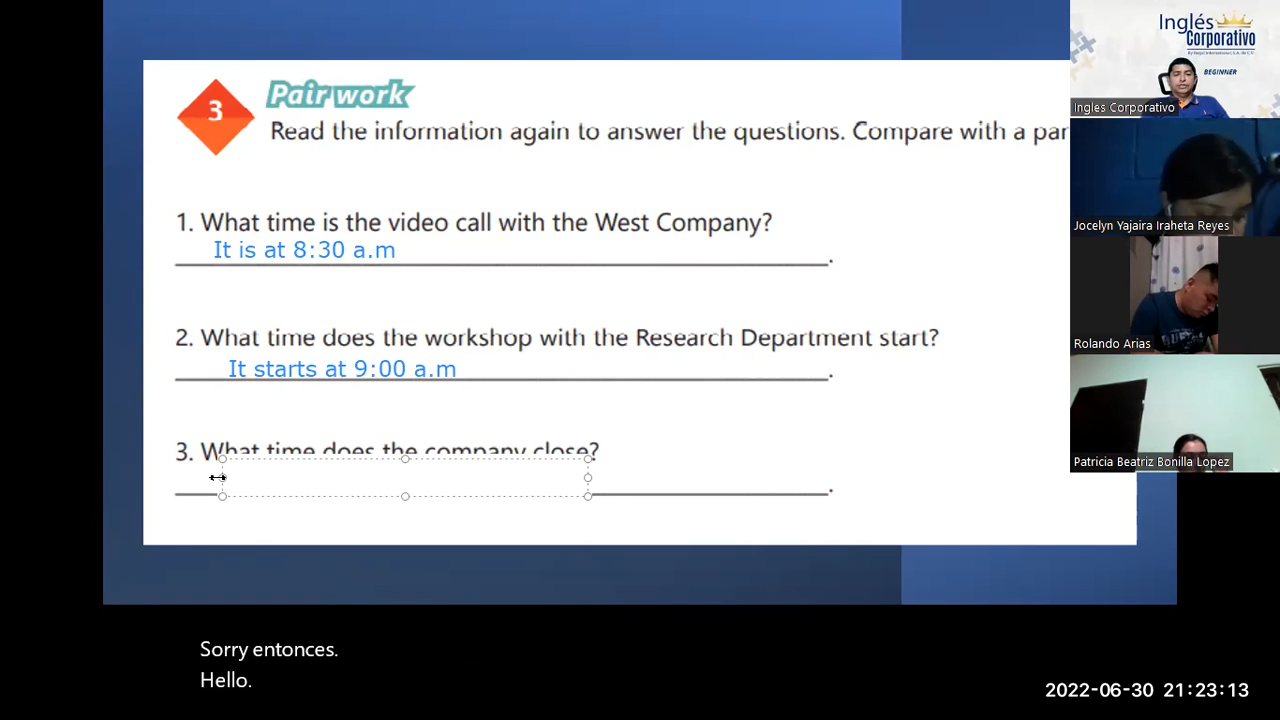 3
Pair work
Read the information again to answer the questions. Compare with a par
1. What time is the video call with the West Company?
It is at 8:30 a.m
.
2. What time does the workshop with the Research Department start?
It starts at 9:00 a.m
.
3. What time does the company close?
.
Inglés
Corporativo
BEGINNER
Ingles Corporativo
Jocelyn Yajaira Iraheta Reyes
Rolando Arias
Patricia Beatriz Bonilla Lopez
Sorry entonces.
Hello.
2022-06-30 21:23:13